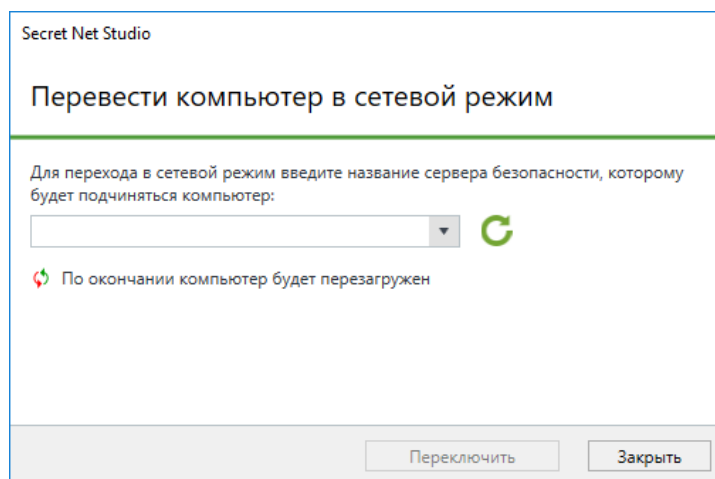 Secret Net Studio
Перевести компьютер в сетевой режим
Для перехода в сетевой режим введите название сервера безопасности, которому
будет подчиняться компьютер:
По окончании компьютер будет перезагружен
Переключить
Закрыть